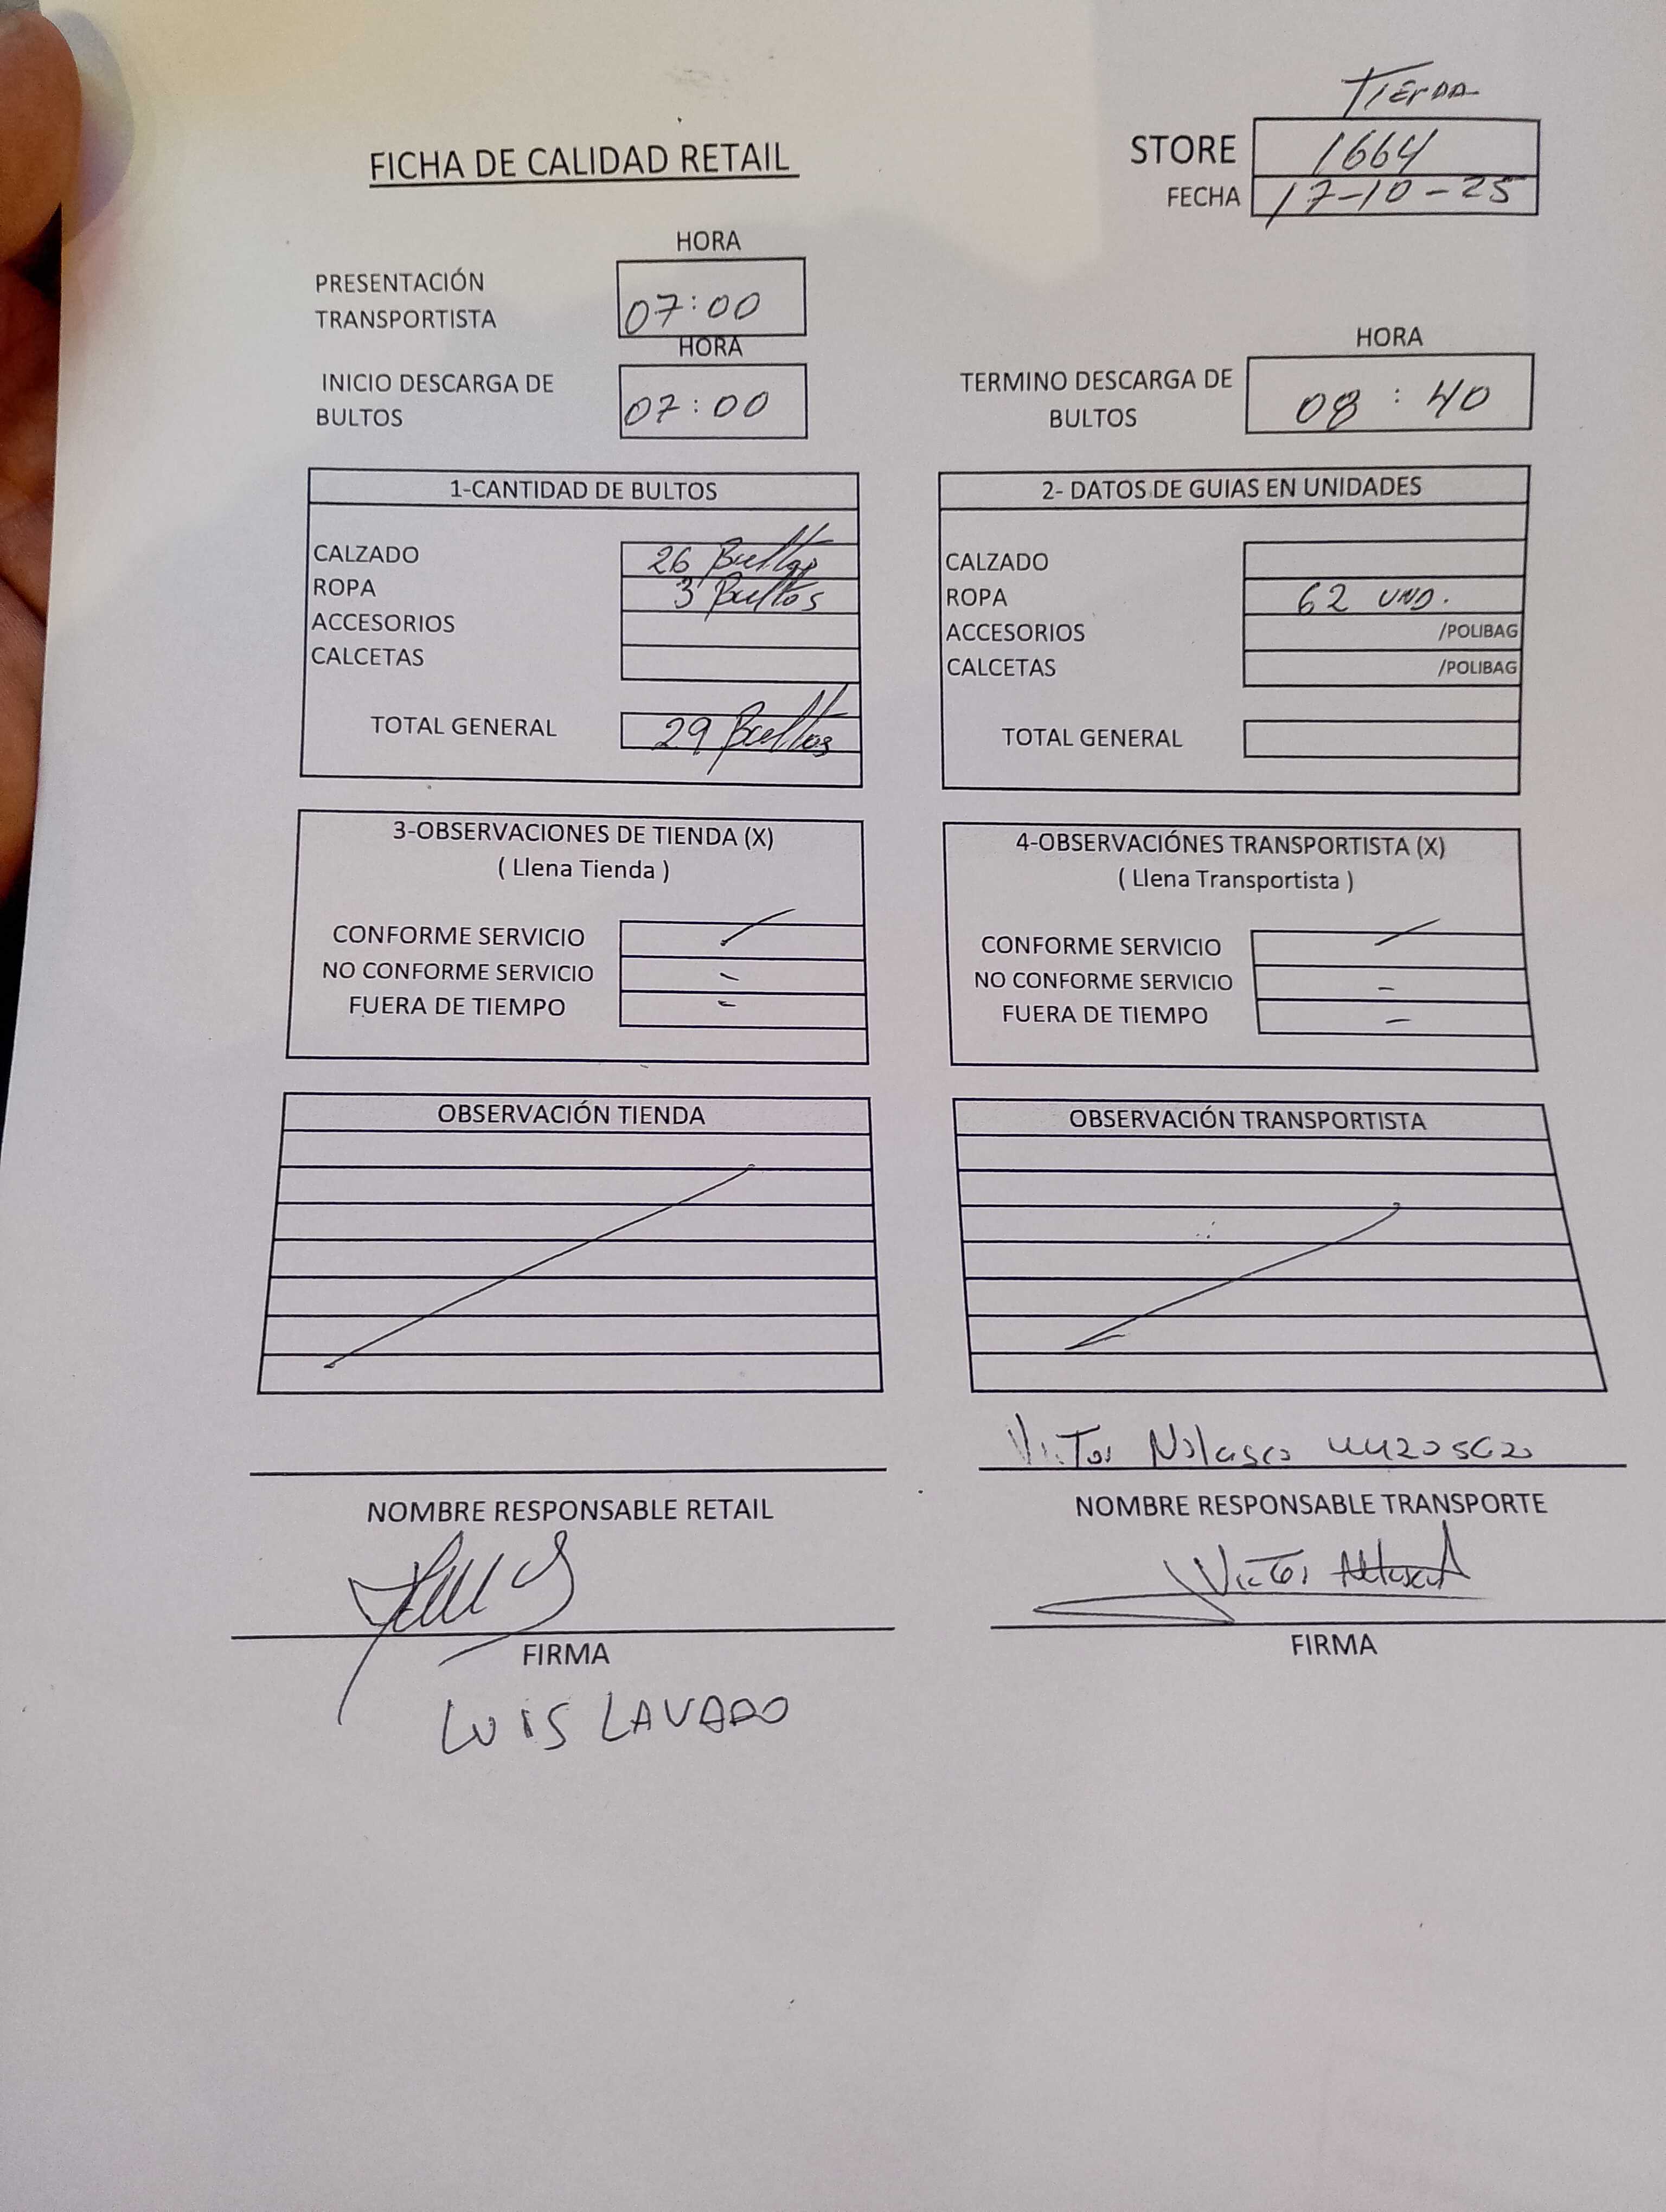 Tienda
FICHA DE CALIDAD RETAIL
STORE 1664
FECHA 17-10-25
HORA
PRESENTACIÓN TRANSPORTISTA 07:00
HORA
INICIO DESCARGA DE BULTOS 07:00
HORA
TERMINO DESCARGA DE BULTOS 08:40
1-CANTIDAD DE BULTOS
CALZADO 26 Bultos
ROPA 3 Bultos
ACCESORIOS
CALCETAS
TOTAL GENERAL 29 Bultos
2- DATOS DE GUIAS EN UNIDADES
CALZADO
ROPA 62 UND.
ACCESORIOS /POLIBAG
CALCETAS /POLIBAG
TOTAL GENERAL
3-OBSERVACIONES DE TIENDA (X)
( Llena Tienda )
CONFORME SERVICIO
NO CONFORME SERVICIO -
FUERA DE TIEMPO -
4-OBSERVACIÓNES TRANSPORTISTA (X)
( Llena Transportista )
CONFORME SERVICIO
NO CONFORME SERVICIO -
FUERA DE TIEMPO -
OBSERVACIÓN TIENDA
OBSERVACIÓN TRANSPORTISTA
Victor Nolasco
NOMBRE RESPONSABLE RETAIL
NOMBRE RESPONSABLE TRANSPORTE
Victor
FIRMA
FIRMA
LUIS LAVADO